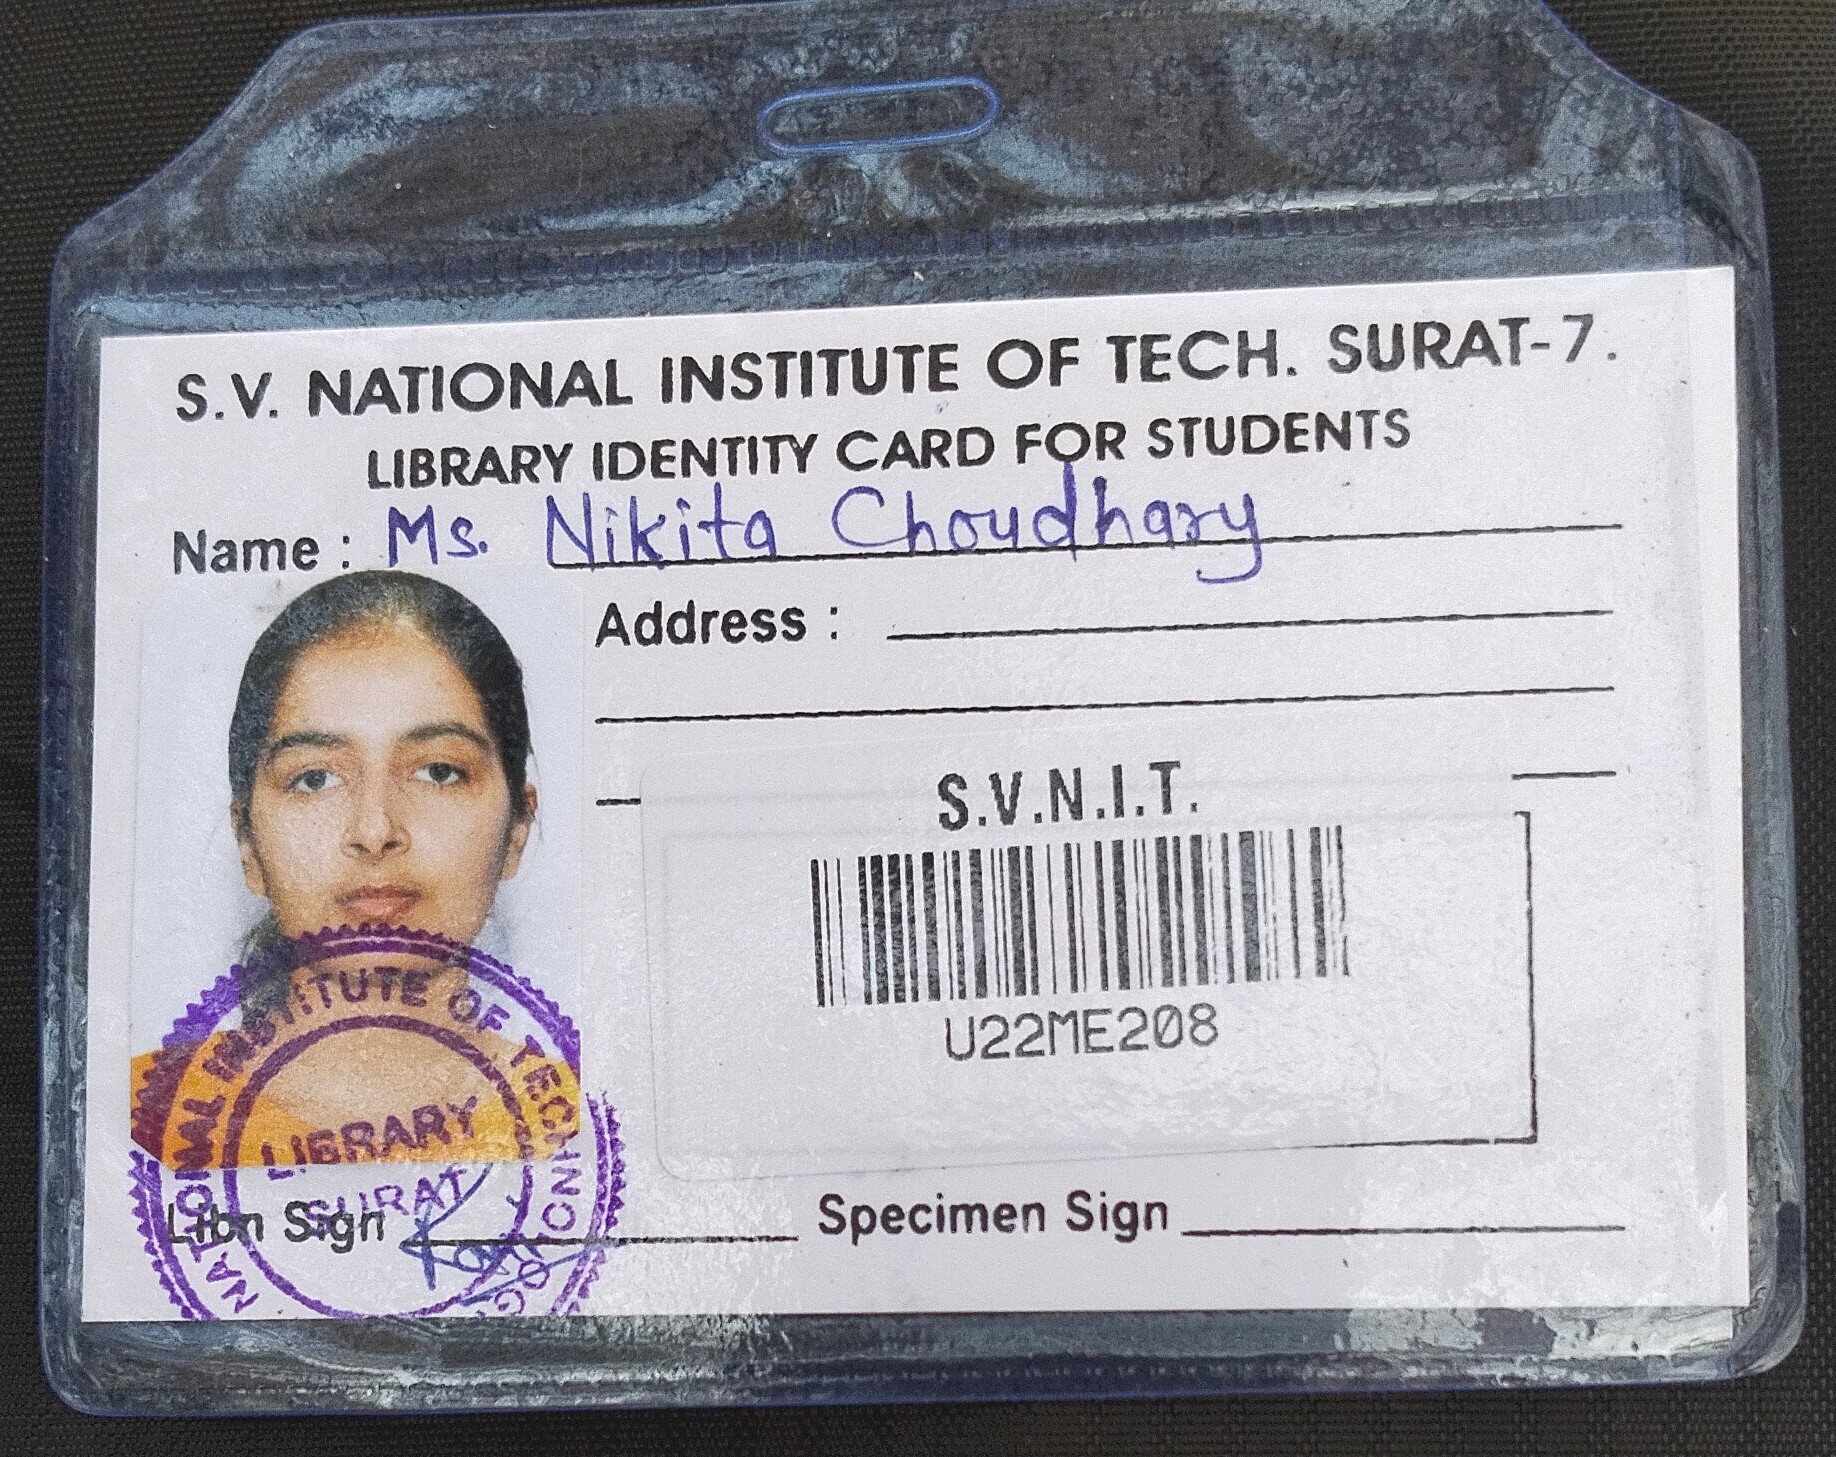 S.V. NATIONAL INSTITUTE OF TECH. SURAT-7.
LIBRARY IDENTITY CARD FOR STUDENTS
Name : Ms. Nikita Choudhary
Address :
S.V.N.I.T.
U22ME208
NATIONAL INSTITUTE OF TECHNOLOGY
LIBRARY
SURAT
Libn Sign
Specimen Sign